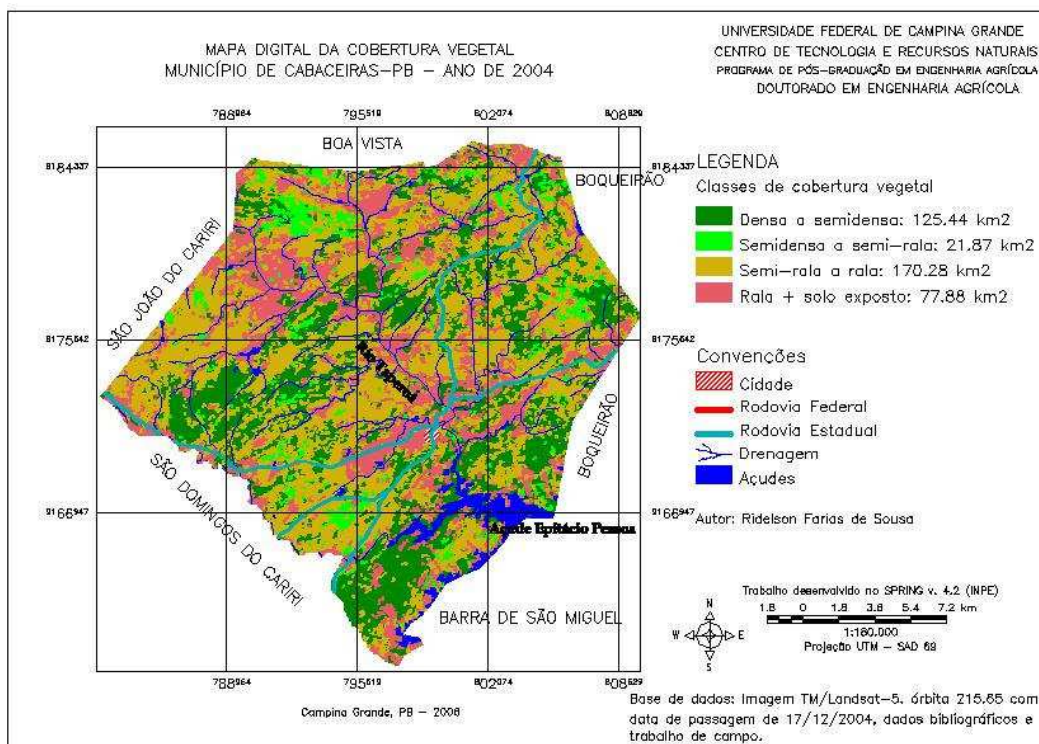 MAPA DIGITAL DA COBERTURA VEGETAL
MUNICÍPIO DE CABACEIRAS-PB - ANO DE 2004
UNIVERSIDADE FEDERAL DE CAMPINA GRANDE
CENTRO DE TECNOLOGIA E RECURSOS NATURAIS
PROGRAMA DE PÓS-GRADUAÇÃO EM ENGENHARIA AGRÍCOLA
DOUTORADO EM ENGENHARIA AGRÍCOLA
788964 795519 802074 808629
BOA VISTA
8184337 8184337
BOQUEIRÃO
SÃO JOÃO DO CARIRI
8175642 8175642
BOQUEIRÃO
SÃO DOMINGOS DO CARIRI
8166947
Açude Epitácio Pessoa
BARRA DE SÃO MIGUEL
788964 795519 802074 808629
Campina Grande, PB - 2006
LEGENDA
Classes de cobertura vegetal
Densa a semidensa: 125.44 km2
Semidensa a semi-rala: 21.87 km2
Semi-rala a rala: 170.28 km2
Rala + solo exposto: 77.88 km2
Convenções
Cidade
Rodovia Federal
Rodovia Estadual
Drenagem
Açudes
Autor: Ridelson Farias de Sousa
Trabalho desenvolvido no SPRING v. 4.2 (INPE)
1.8 0 1.8 3.6 5.4 7.2 km
1:180.000
Projeção UTM - SAD 69
N
W E
S
Base de dados: Imagem TM/Landsat-5. órbita 215.65 com
data de passagem de 17/12/2004, dados bibliográficos e
trabalho de campo.